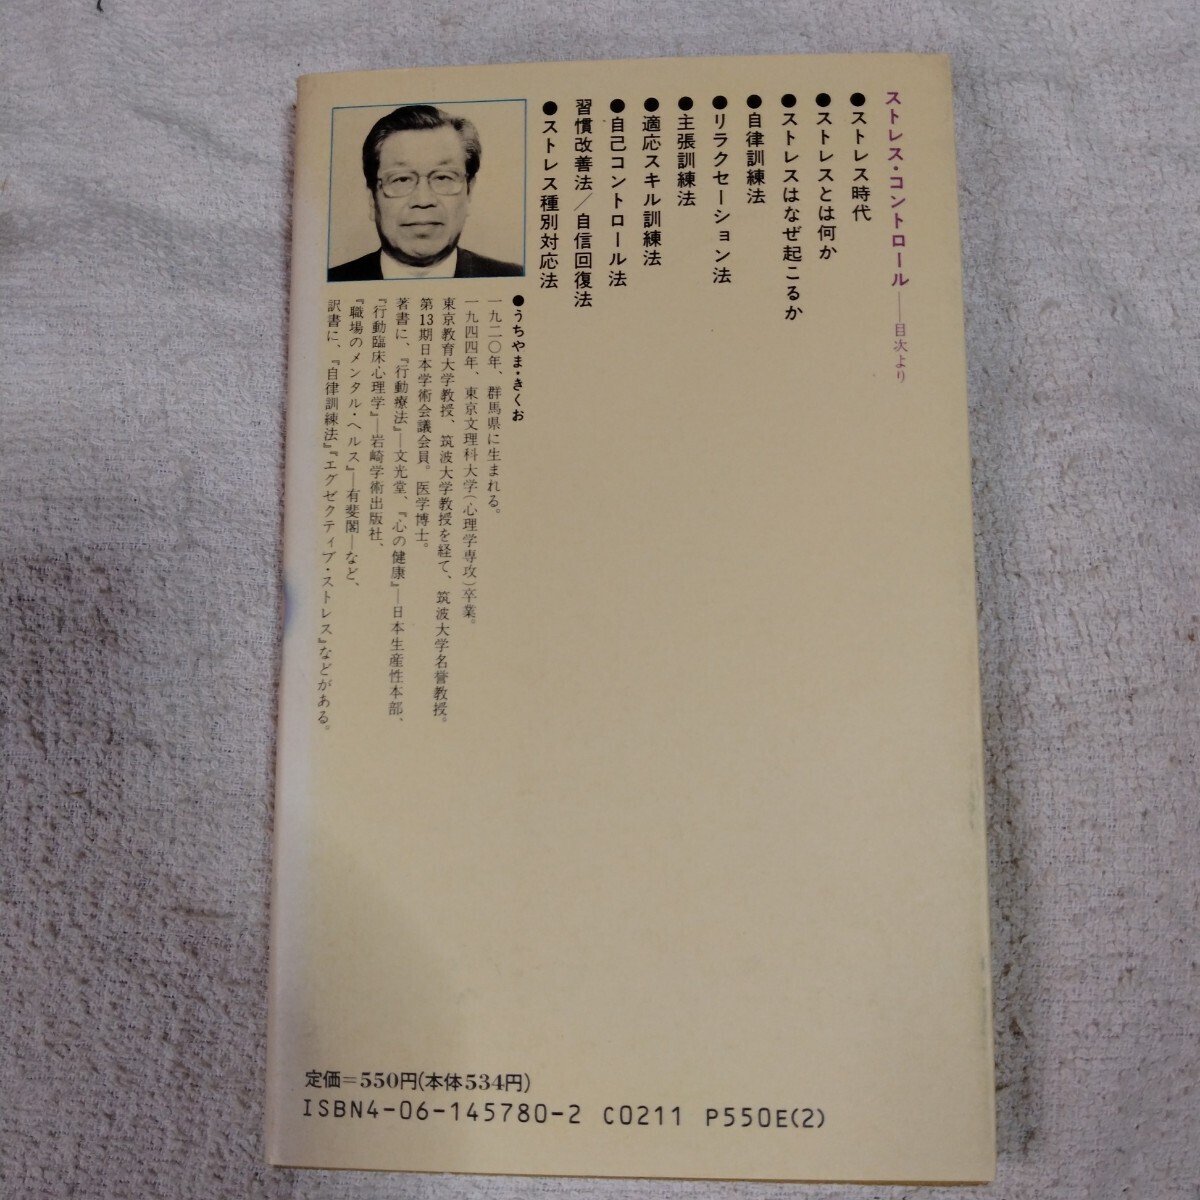 ストレス・コントロール──目次より
●ストレス時代
●ストレスとは何か
●ストレスはなぜ起こるか
●自律訓練法
●リラクセーション法
●主張訓練法
●適応スキル訓練法
●自己コントロール法
習慣改善法／自信回復法
●ストレス種別対応法
●うちやま・きくお
一九二〇年、群馬県に生まれる。
一九四四年、東京文理科大学(心理学専攻)卒業。
東京教育大学教授、筑波大学教授を経て、筑波大学名誉教授。
第13期日本学術会議会員。医学博士。
著書に、『行動療法』─文光堂、『心の健康』─日本生産性本部、
『行動臨床心理学』─岩崎学術出版社、
『職場のメンタル・ヘルス』─有斐閣─など、
訳書に、『自律訓練法』『エグゼクティブ・ストレス』などがある。
定価=550円(本体534円)
ISBN4-06-145780-2 C0211 P550E(2)